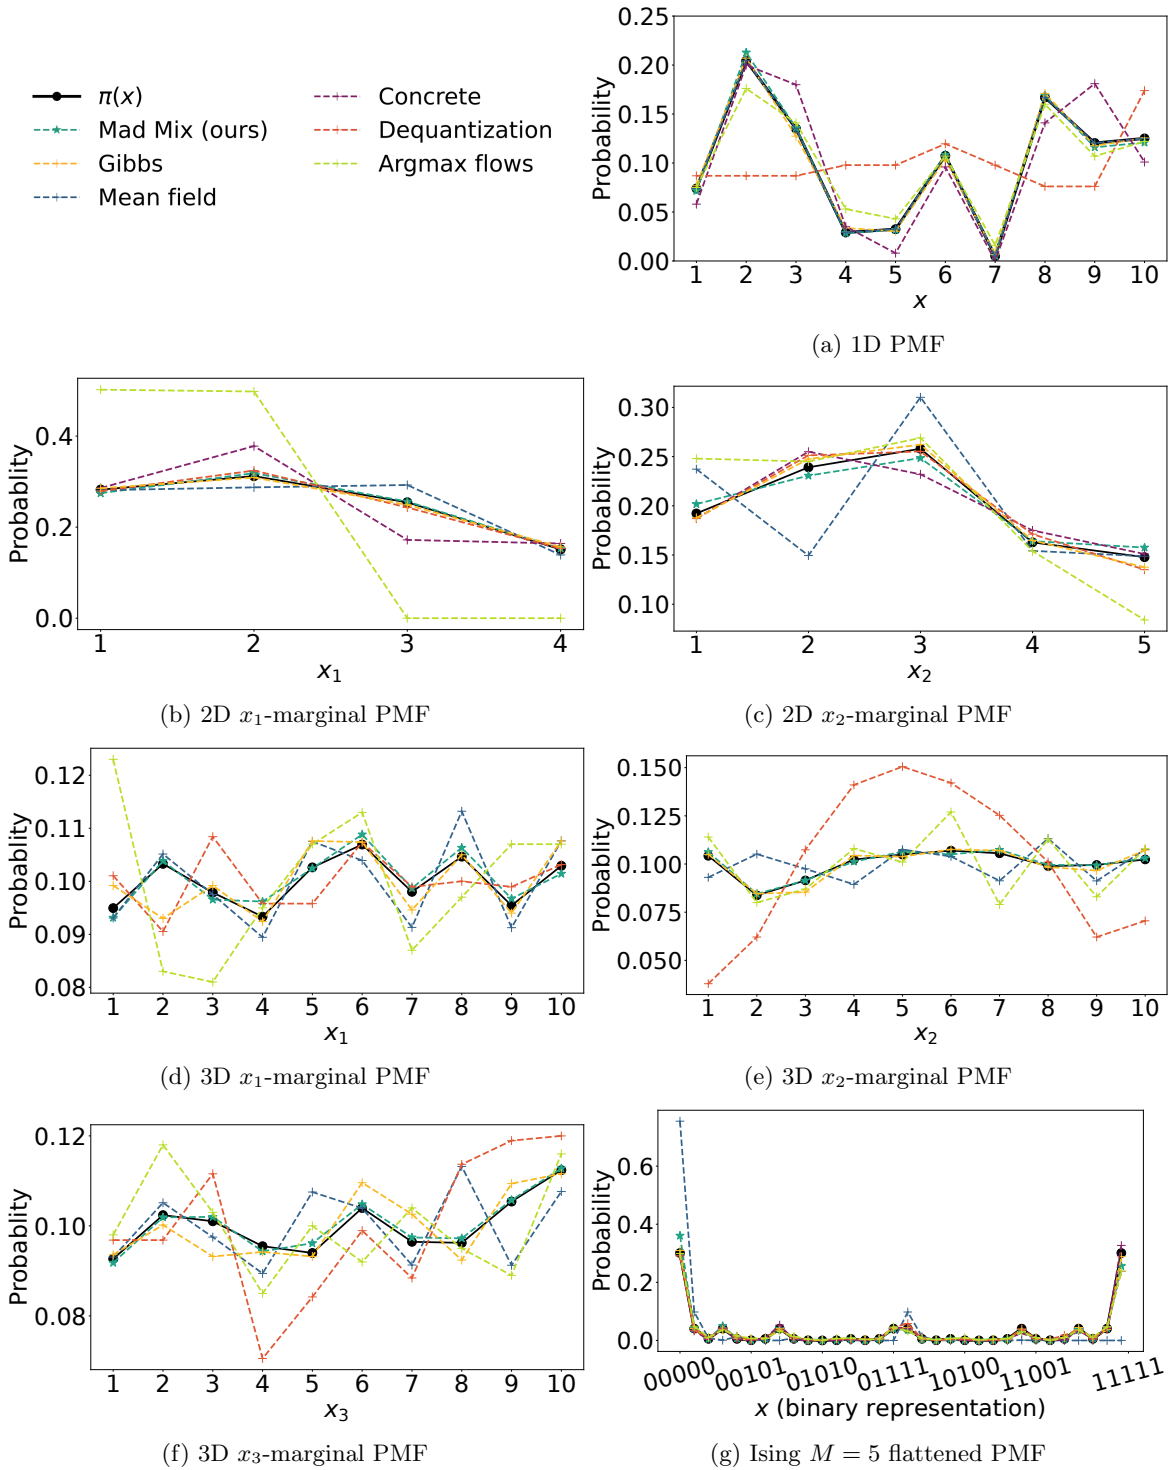 π(x)
Mad Mix (ours)
Gibbs
Mean field
Concrete
Dequantization
Argmax flows
Probability
0.25
0.20
0.15
0.10
0.05
0.00
1 2 3 4 5 6 7 8 9 10
x
(a) 1D PMF
Probability
0.4
0.2
0.0
1 2 3 4
x₁
(b) 2D x₁-marginal PMF
Probability
0.30
0.25
0.20
0.15
0.10
1 2 3 4 5
x₂
(c) 2D x₂-marginal PMF
Probablity
0.12
0.11
0.10
0.09
0.08
1 2 3 4 5 6 7 8 9 10
x₁
(d) 3D x₁-marginal PMF
Probablity
0.150
0.125
0.100
0.075
0.050
1 2 3 4 5 6 7 8 9 10
x₂
(e) 3D x₂-marginal PMF
Probablity
0.12
0.10
0.08
1 2 3 4 5 6 7 8 9 10
x₃
(f) 3D x₃-marginal PMF
Probability
0.6
0.4
0.2
0.0
00000 00101 01010 01111 10100 11001 11111
x (binary representation)
(g) Ising M = 5 flattened PMF